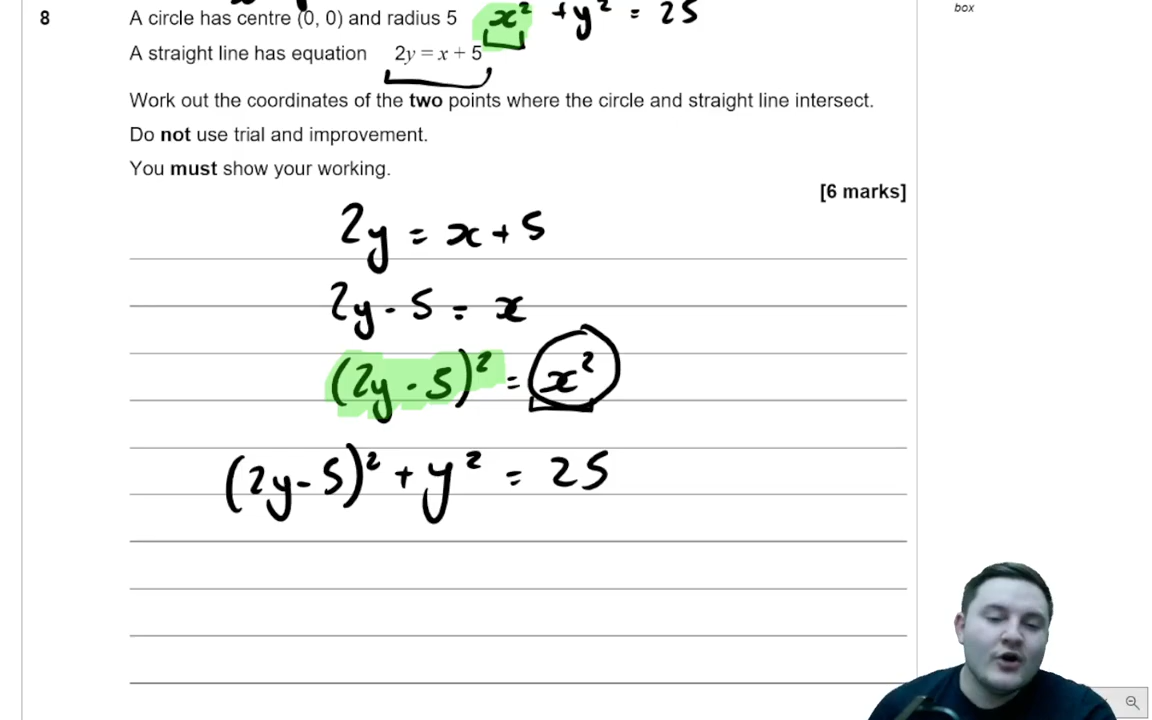 8 A circle has centre (0, 0) and radius 5 x² + y² = 25
box
A straight line has equation 2y = x + 5
Work out the coordinates of the two points where the circle and straight line intersect.
Do not use trial and improvement.
You must show your working.
[6 marks]
2y = x + 5
2y - 5 = x
(2y - 5)² = x²
(2y - 5)² + y² = 25